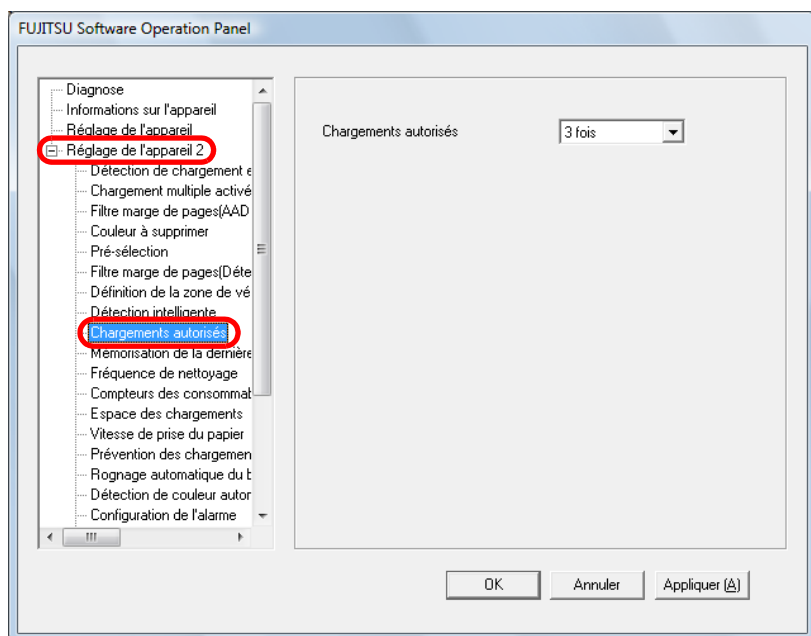 FUJITSU Software Operation Panel
Diagnose
Informations sur l'appareil
Réglage de l'appareil
Réglage de l'appareil 2
Détection de chargement e
Chargement multiple activé
Filtre marge de pages(AAD
Couleur à supprimer
Pré-sélection
Filtre marge de pages(Déte
Définition de la zone de vé
Détection intelligente
Chargements autorisés
Mémorisation de la dernière
Fréquence de nettoyage
Compteurs des consommat
Espace des chargements
Vitesse de prise du papier
Prévention des chargemen
Rognage automatique du b
Détection de couleur autor
Configuration de l'alarme
Chargements autorisés
3 fois
OK
Annuler
Appliquer (A)